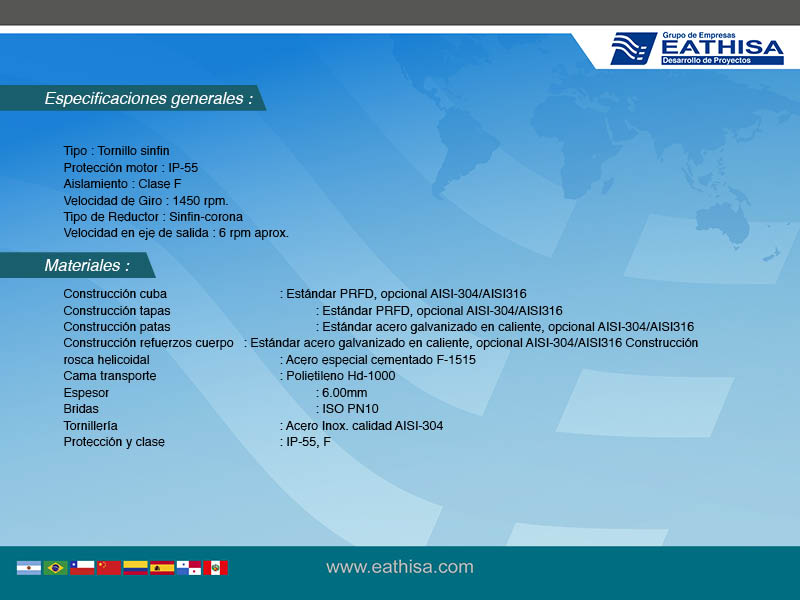 Grupo de Empresas
EATHISA
Desarrollo de Proyectos
Especificaciones generales :
Tipo : Tornillo sinfin
Protección motor : IP-55
Aislamiento : Clase F
Velocidad de Giro : 1450 rpm.
Tipo de Reductor : Sinfin-corona
Velocidad en eje de salida : 6 rpm aprox.
Materiales :
Construcción cuba : Estándar PRFD, opcional AISI-304/AISI316
Construcción tapas : Estándar PRFD, opcional AISI-304/AISI316
Construcción patas : Estándar acero galvanizado en caliente, opcional AISI-304/AISI316
Construcción refuerzos cuerpo : Estándar acero galvanizado en caliente, opcional AISI-304/AISI316 Construcción
rosca helicoidal : Acero especial cementado F-1515
Cama transporte : Polietileno Hd-1000
Espesor : 6.00mm
Bridas : ISO PN10
Tornillería : Acero Inox. calidad AISI-304
Protección y clase : IP-55, F
www.eathisa.com